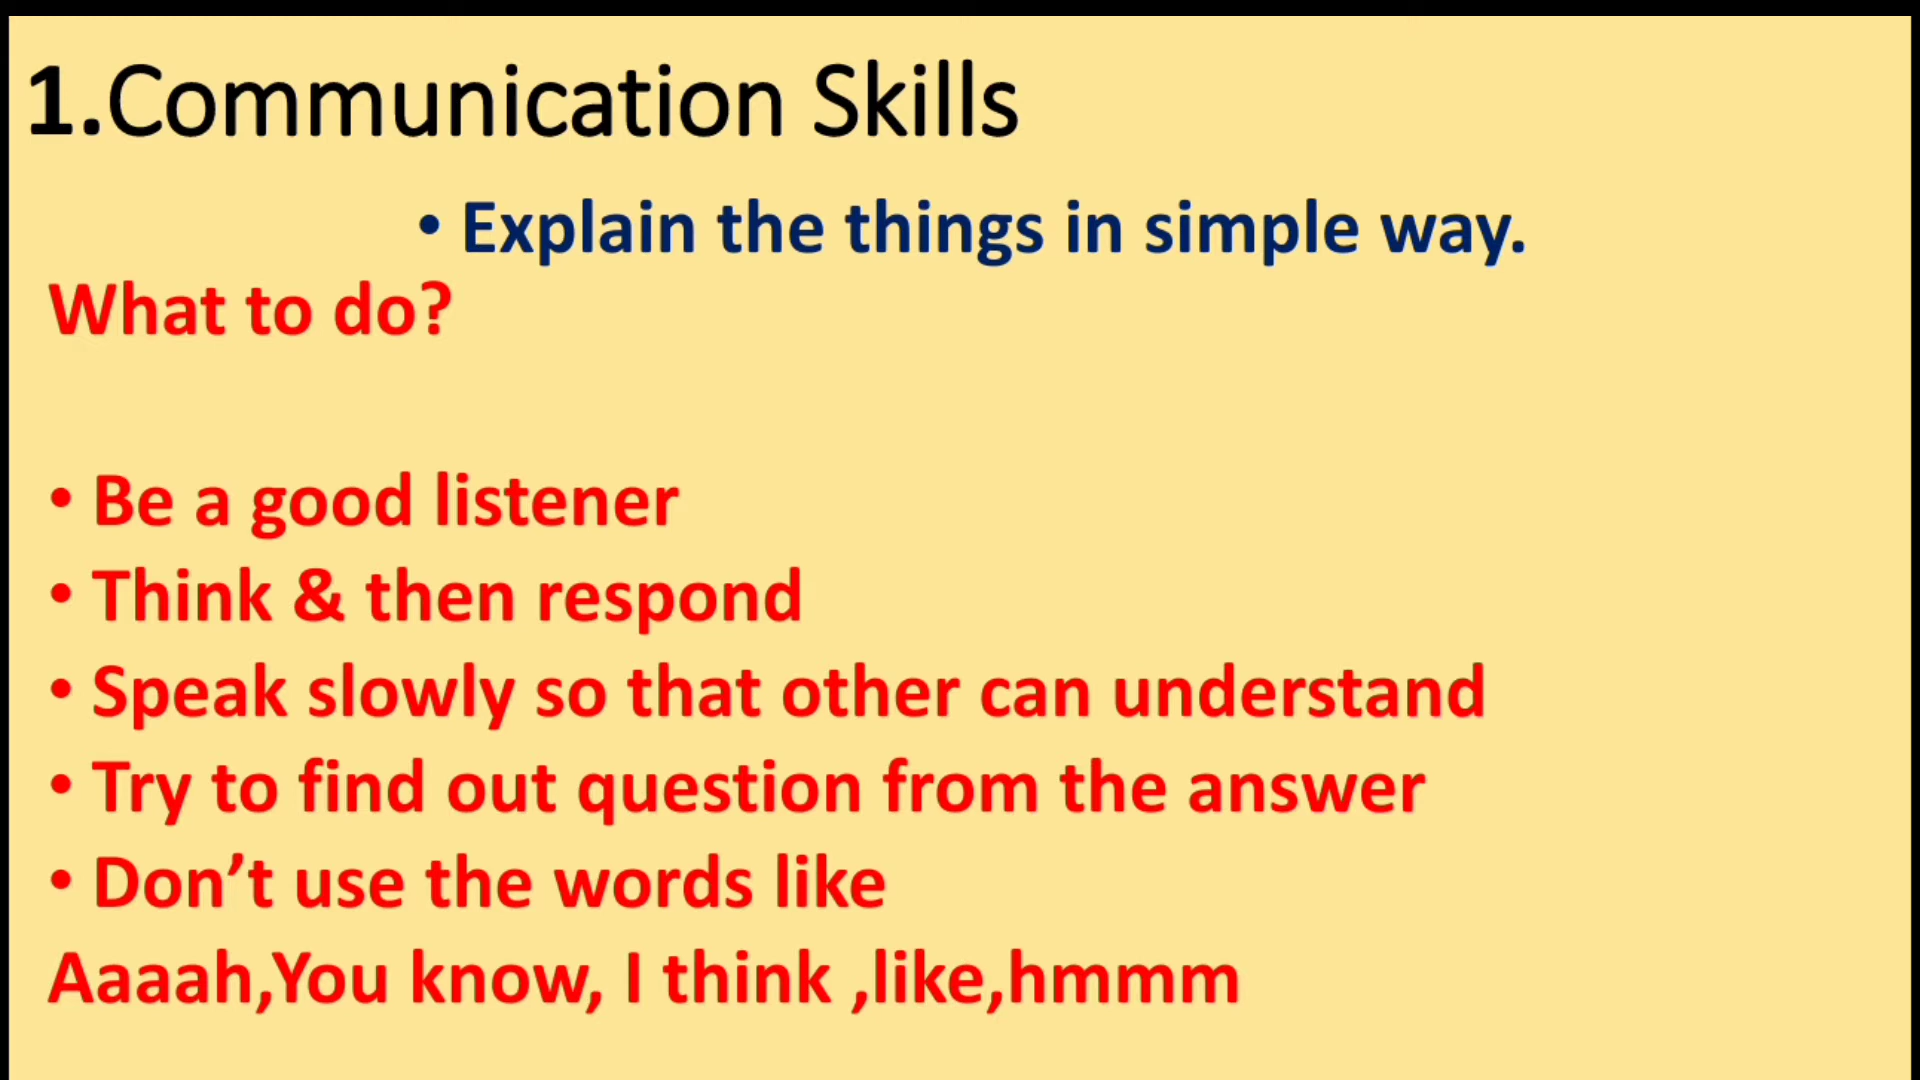 1.Communication Skills
• Explain the things in simple way.
What to do?
• Be a good listener
• Think & then respond
• Speak slowly so that other can understand
• Try to find out question from the answer
• Don’t use the words like
Aaaah,You know, I think ,like,hmmm